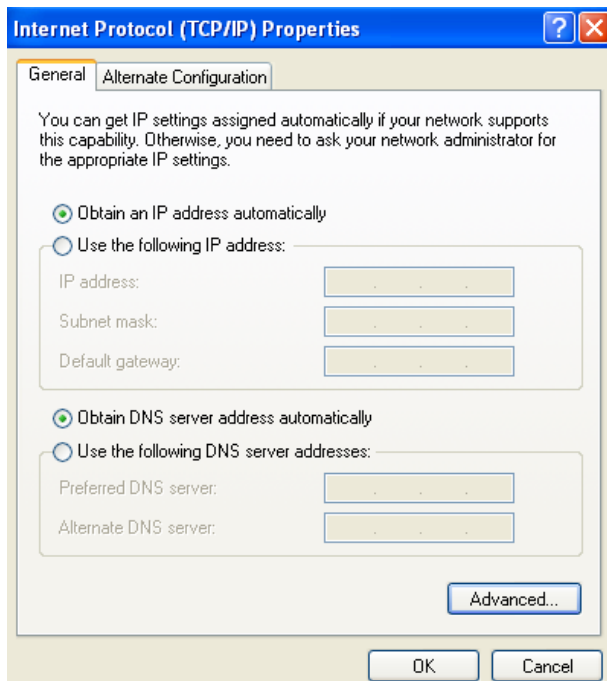 Internet Protocol (TCP/IP) Properties
General
Alternate Configuration
You can get IP settings assigned automatically if your network supports
this capability. Otherwise, you need to ask your network administrator for
the appropriate IP settings.
Obtain an IP address automatically
Use the following IP address:
IP address:
Subnet mask:
Default gateway:
Obtain DNS server address automatically
Use the following DNS server addresses:
Preferred DNS server:
Alternate DNS server:
Advanced...
OK
Cancel